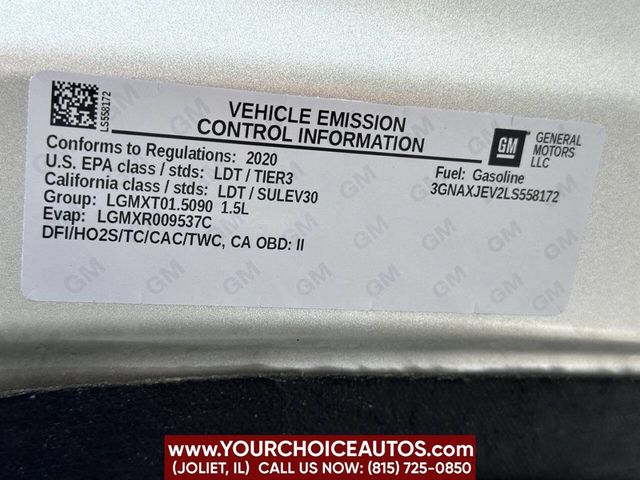 LS558172
VEHICLE EMISSION
CONTROL INFORMATION
GM
GENERAL
MOTORS
LLC
Conforms to Regulations: 2020
U.S. EPA class / stds: LDT / TIER3
California class / stds: LDT / SULEV30
Group: LGMXT01.5090 1.5L
Evap: LGMXR009537C
DFI/HO2S/TC/CAC/TWC, CA OBD: II
Fuel: Gasoline
3GNAXJEV2LS558172
WWW.YOURCHOICEAUTOS.COM
(JOLIET, IL) CALL US NOW: (815) 725-0850